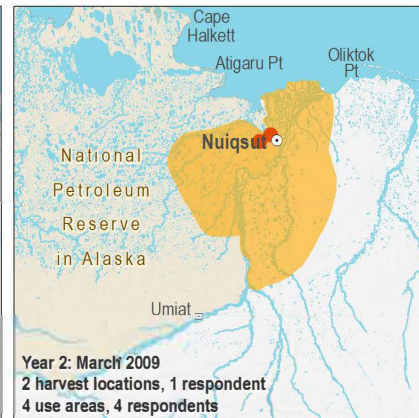 Cape
Halkett
Oliktok
Pt
Atigaru Pt
Nuiqsut
National
Petroleum
Reserve
in Alaska
Umiat
Year 2: March 2009
2 harvest locations, 1 respondent
4 use areas, 4 respondents